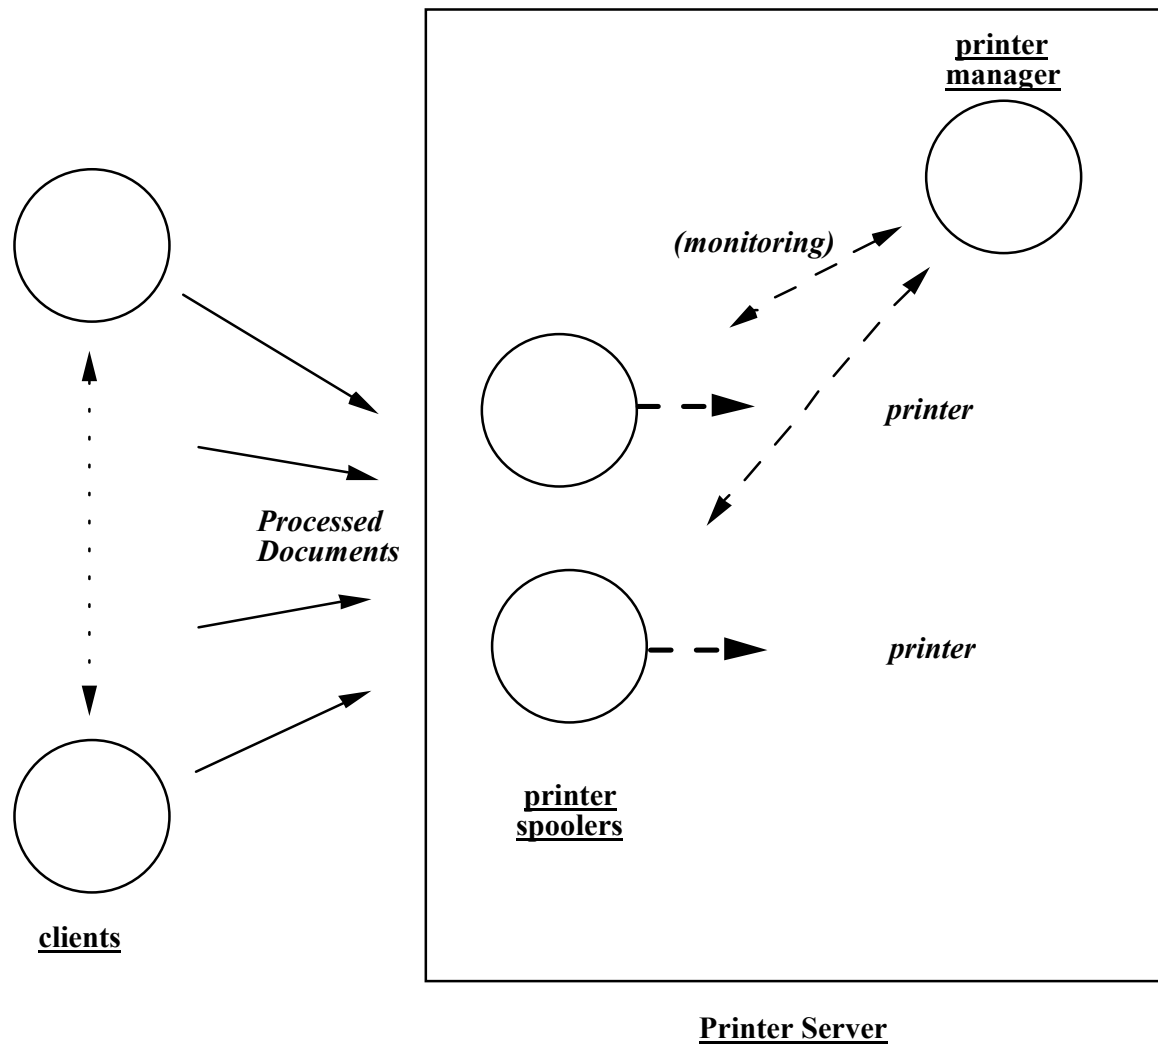 printer
manager
(monitoring)
printer
Processed
Documents
printer
printer
spoolers
clients
Printer Server